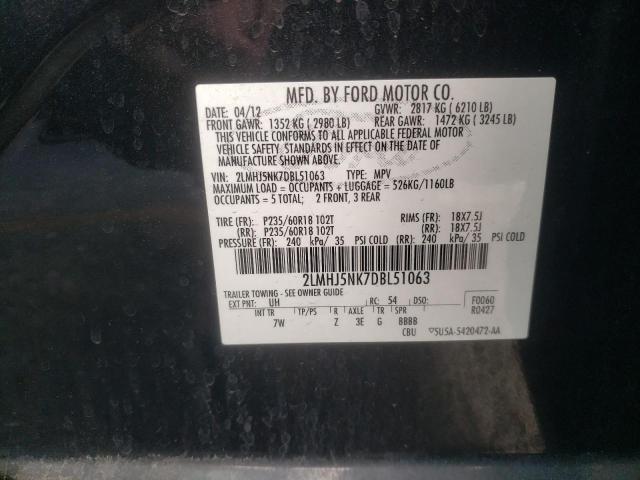 MFD. BY FORD MOTOR CO.
DATE: 04/12 GVWR: 2817 KG ( 6210 LB)
FRONT GAWR: 1352 KG ( 2980 LB) REAR GAWR: 1472 KG ( 3245 LB)
THIS VEHICLE CONFORMS TO ALL APPLICABLE FEDERAL MOTOR
VEHICLE SAFETY STANDARDS IN EFFECT ON THE DATE OF
MANUFACTURE SHOWN ABOVE.
VIN: 2LMHJ5NK7DBL51063 TYPE: MPV
MAXIMUM LOAD = OCCUPANTS + LUGGAGE = 526KG/1160LB
OCCUPANTS = 5 TOTAL; 2 FRONT, 3 REAR
TIRE (FR): P235/60R18 102T RIMS (FR): 18X7.5J
(RR): P235/60R18 102T (RR): 18X7.5J
PRESSURE (FR): 240 kPa/ 35 PSI COLD (RR): 240 kPa/ 35 PSI COLD
2LMHJ5NK7DBL51063
TRAILER TOWING - SEE OWNER GUIDE
EXT PNT: UH RC: 54 DSO: F0060
INT TR TP/PS R AXLE TR SPR R0427
7W Z 3E G BBBB
CBU 5U5A-5420472-AA